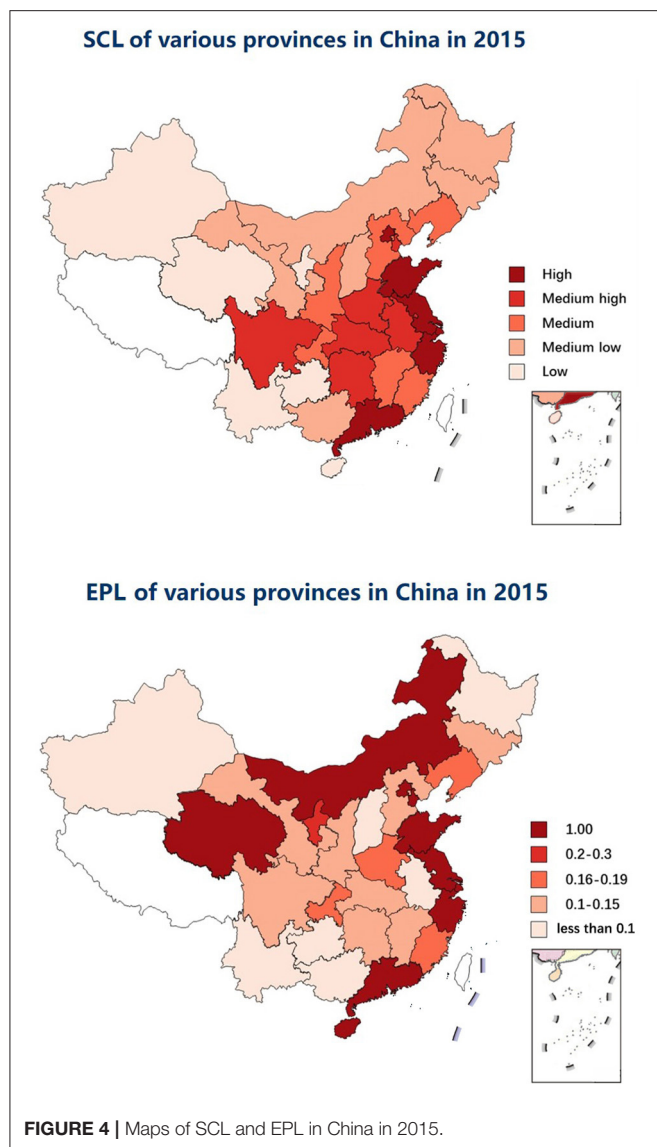 SCL of various provinces in China in 2015
High
Medium high
Medium
Medium low
Low
EPL of various provinces in China in 2015
1.00
0.2-0.3
0.16-0.19
0.1-0.15
less than 0.1
FIGURE 4 | Maps of SCL and EPL in China in 2015.